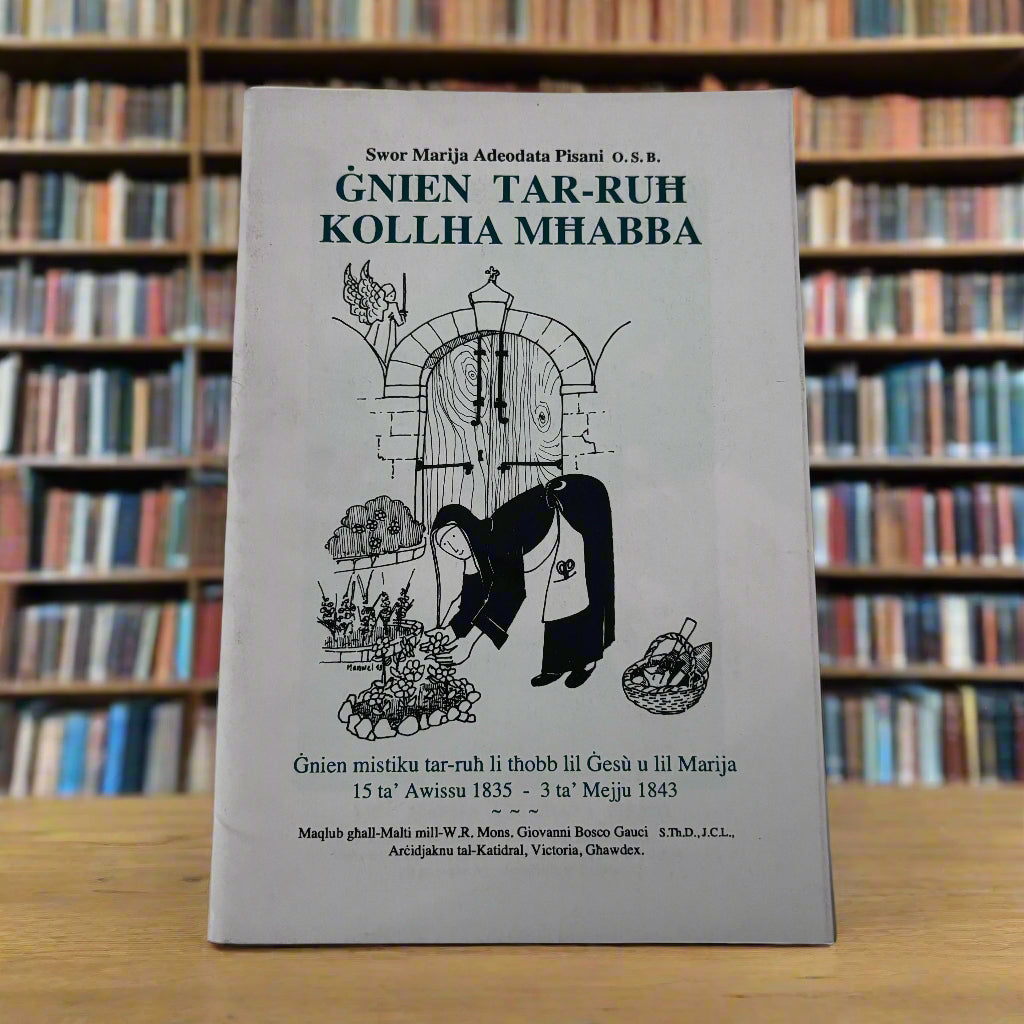 Swor Marija Adeodata Pisani O.S.B.
ĠNIEN TAR-RUĦ
KOLLHA MĦABBA
Manwel
Ġnien mistiku tar-ruħ li tħobb lil Ġesù u lil Marija
15 ta’ Awissu 1835 - 3 ta’ Mejju 1843
~ ~ ~
Maqlub għall-Malti mill-W.R. Mons. Giovanni Bosco Gauci S.Th.D., J.C.L.,
Arċidjaknu tal-Katidral, Victoria, Għawdex.